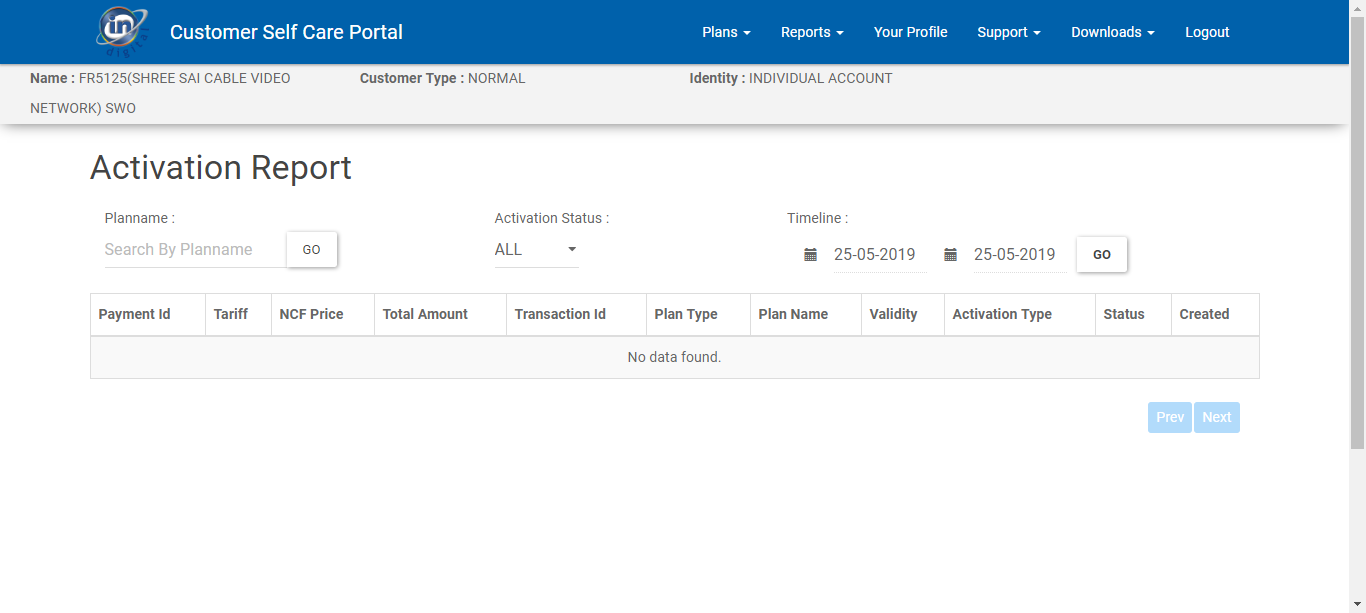 in
digital
Customer Self Care Portal
Plans
Reports
Your Profile
Support
Downloads
Logout
Name : FR5125(SHREE SAI CABLE VIDEO
NETWORK) SWO
Customer Type : NORMAL
Identity : INDIVIDUAL ACCOUNT
Activation Report
Planname :
Activation Status :
Timeline :
Search By Planname
GO
ALL
25-05-2019
25-05-2019
GO
Payment Id
Tariff
NCF Price
Total Amount
Transaction Id
Plan Type
Plan Name
Validity
Activation Type
Status
Created
No data found.
Prev
Next